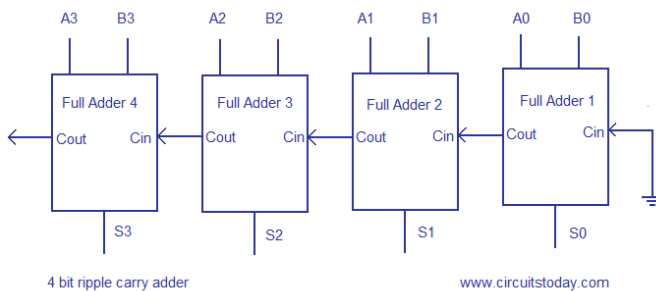 A3 B3 A2 B2 A1 B1 A0 B0
Full Adder 4 Full Adder 3 Full Adder 2 Full Adder 1
Cout Cin Cout Cin Cout Cin Cout Cin
S3 S2 S1 S0
4 bit ripple carry adder www.circuitstoday.com